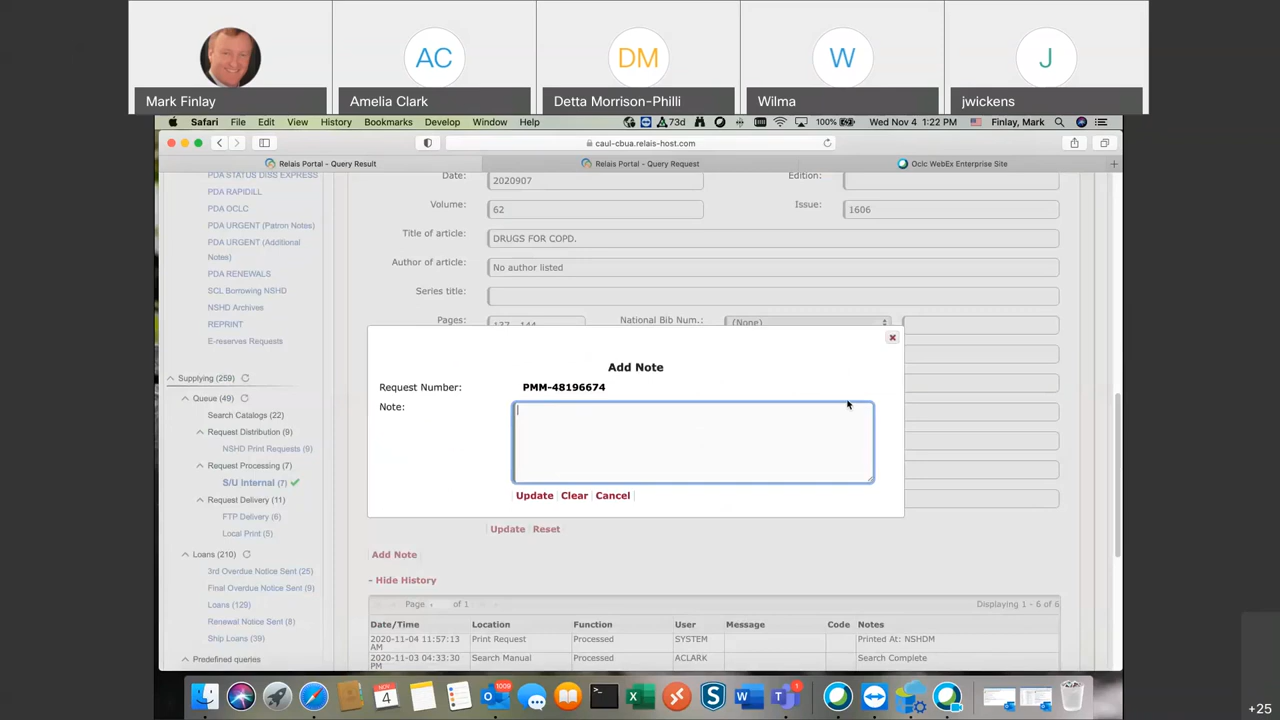 AC
DM
W
J
Mark Finlay
Amelia Clark
Detta Morrison-Philli
Wilma
jwickens
Safari File Edit View History Bookmarks Develop Window Help
73d
100%
Wed Nov 4 1:22 PM
Finlay, Mark
caul-cbua.relais-host.com
Relais Portal - Query Result
Relais Portal - Query Request
Oclc WebEx Enterprise Site
PDA STATUS DISS EXPRESS
PDA RAPIDILL
PDA OCLC
PDA URGENT (Patron Notes)
PDA URGENT (Additional
Notes)
PDA RENEWALS
SCL Borrowing NSHD
NSHD Archives
REPRINT
E-reserves Requests
Supplying (259)
Queue (49)
Search Catalogs (22)
Request Distribution (9)
NSHD Print Requests (9)
Request Processing (7)
S/U Internal (7)
Request Delivery (11)
FTP Delivery (6)
Local Print (5)
Loans (210)
3rd Overdue Notice Sent (25)
Final Overdue Notice Sent (9)
Loans (129)
Renewal Notice Sent (8)
Ship Loans (39)
Predefined queries
Date: 2020907 Edition:
Volume: 62 Issue: 1606
Title of article: DRUGS FOR COPD.
Author of article: No author listed
Series title:
Pages: 137 - 144 National Bib Num.: (None)
Add Note
Request Number: PMM-48196674
Note:
Update Clear Cancel
Update Reset
Add Note
- Hide History
Page of 1 Displaying 1 - 6 of 6
Date/Time Location Function User Message Code Notes
2020-11-04 11:57:13 AM Print Request Processed SYSTEM Printed At: NSHDM
2020-11-03 04:33:30 PM Search Manual Processed ACLARK Search Complete
NOV
4
1009
1
+25